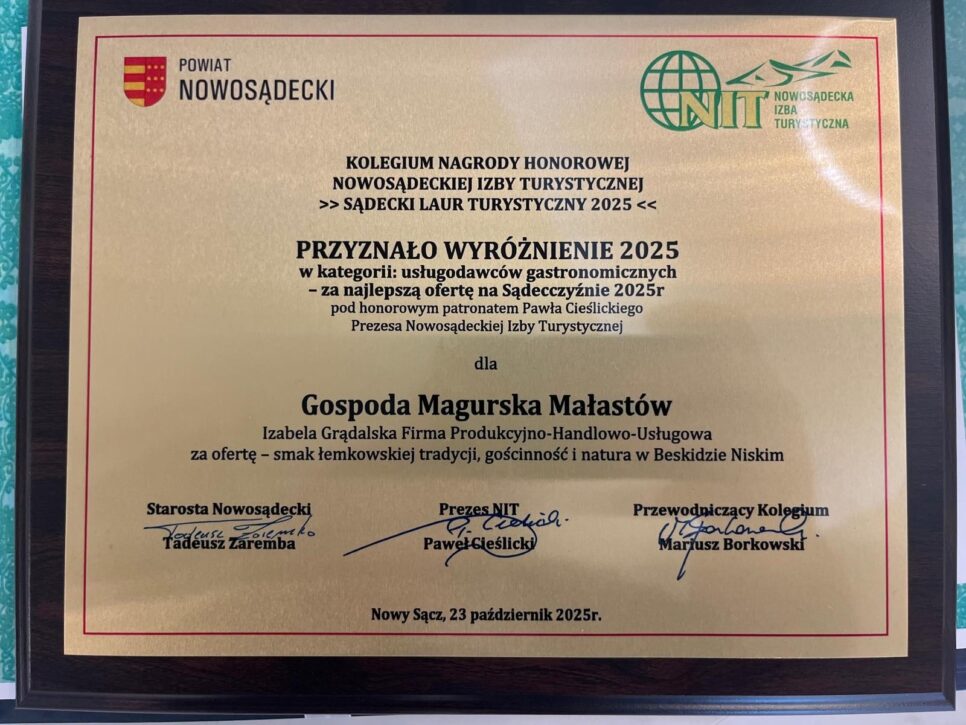 POWIAT
NOWOSĄDECKI
NIT
NOWOSĄDECKA
IZBA
TURYSTYCZNA
KOLEGIUM NAGRODY HONOROWEJ
NOWOSĄDECKIEJ IZBY TURYSTYCZNEJ
>> SĄDECKI LAUR TURYSTYCZNY 2025 <<
PRZYZNAŁO WYRÓŻNIENIE 2025
w kategorii: usługodawców gastronomicznych
– za najlepszą ofertę na Sądecczyźnie 2025r
pod honorowym patronatem Pawła Cieślickiego
Prezesa Nowosądeckiej Izby Turystycznej
dla
Gospoda Magurska Małastów
Izabela Grądalska Firma Produkcyjno-Handlowo-Usługowa
za ofertę – smak łemkowskiej tradycji, gościnność i natura w Beskidzie Niskim
Starosta Nowosądecki
Tadeusz Zaremba
Prezes NIT
Paweł Cieślicki
Przewodniczący Kolegium
Mariusz Borkowski
Nowy Sącz, 23 październik 2025r.